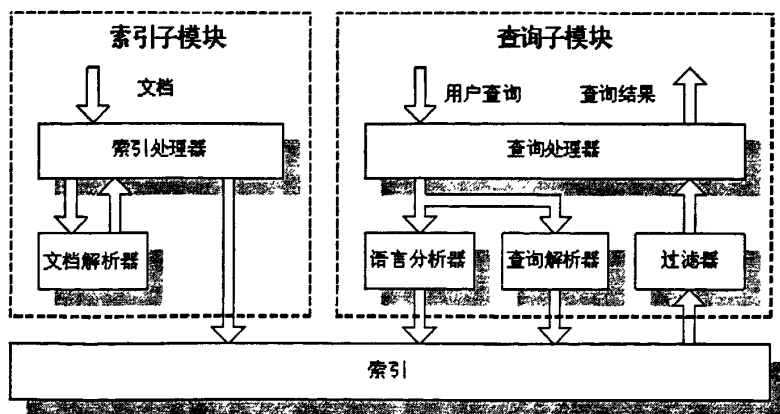 索引子模块
查询子模块
文档
用户查询
查询结果
索引处理器
查询处理器
文档解析器
语言分析器
查询解析器
过滤器
索引